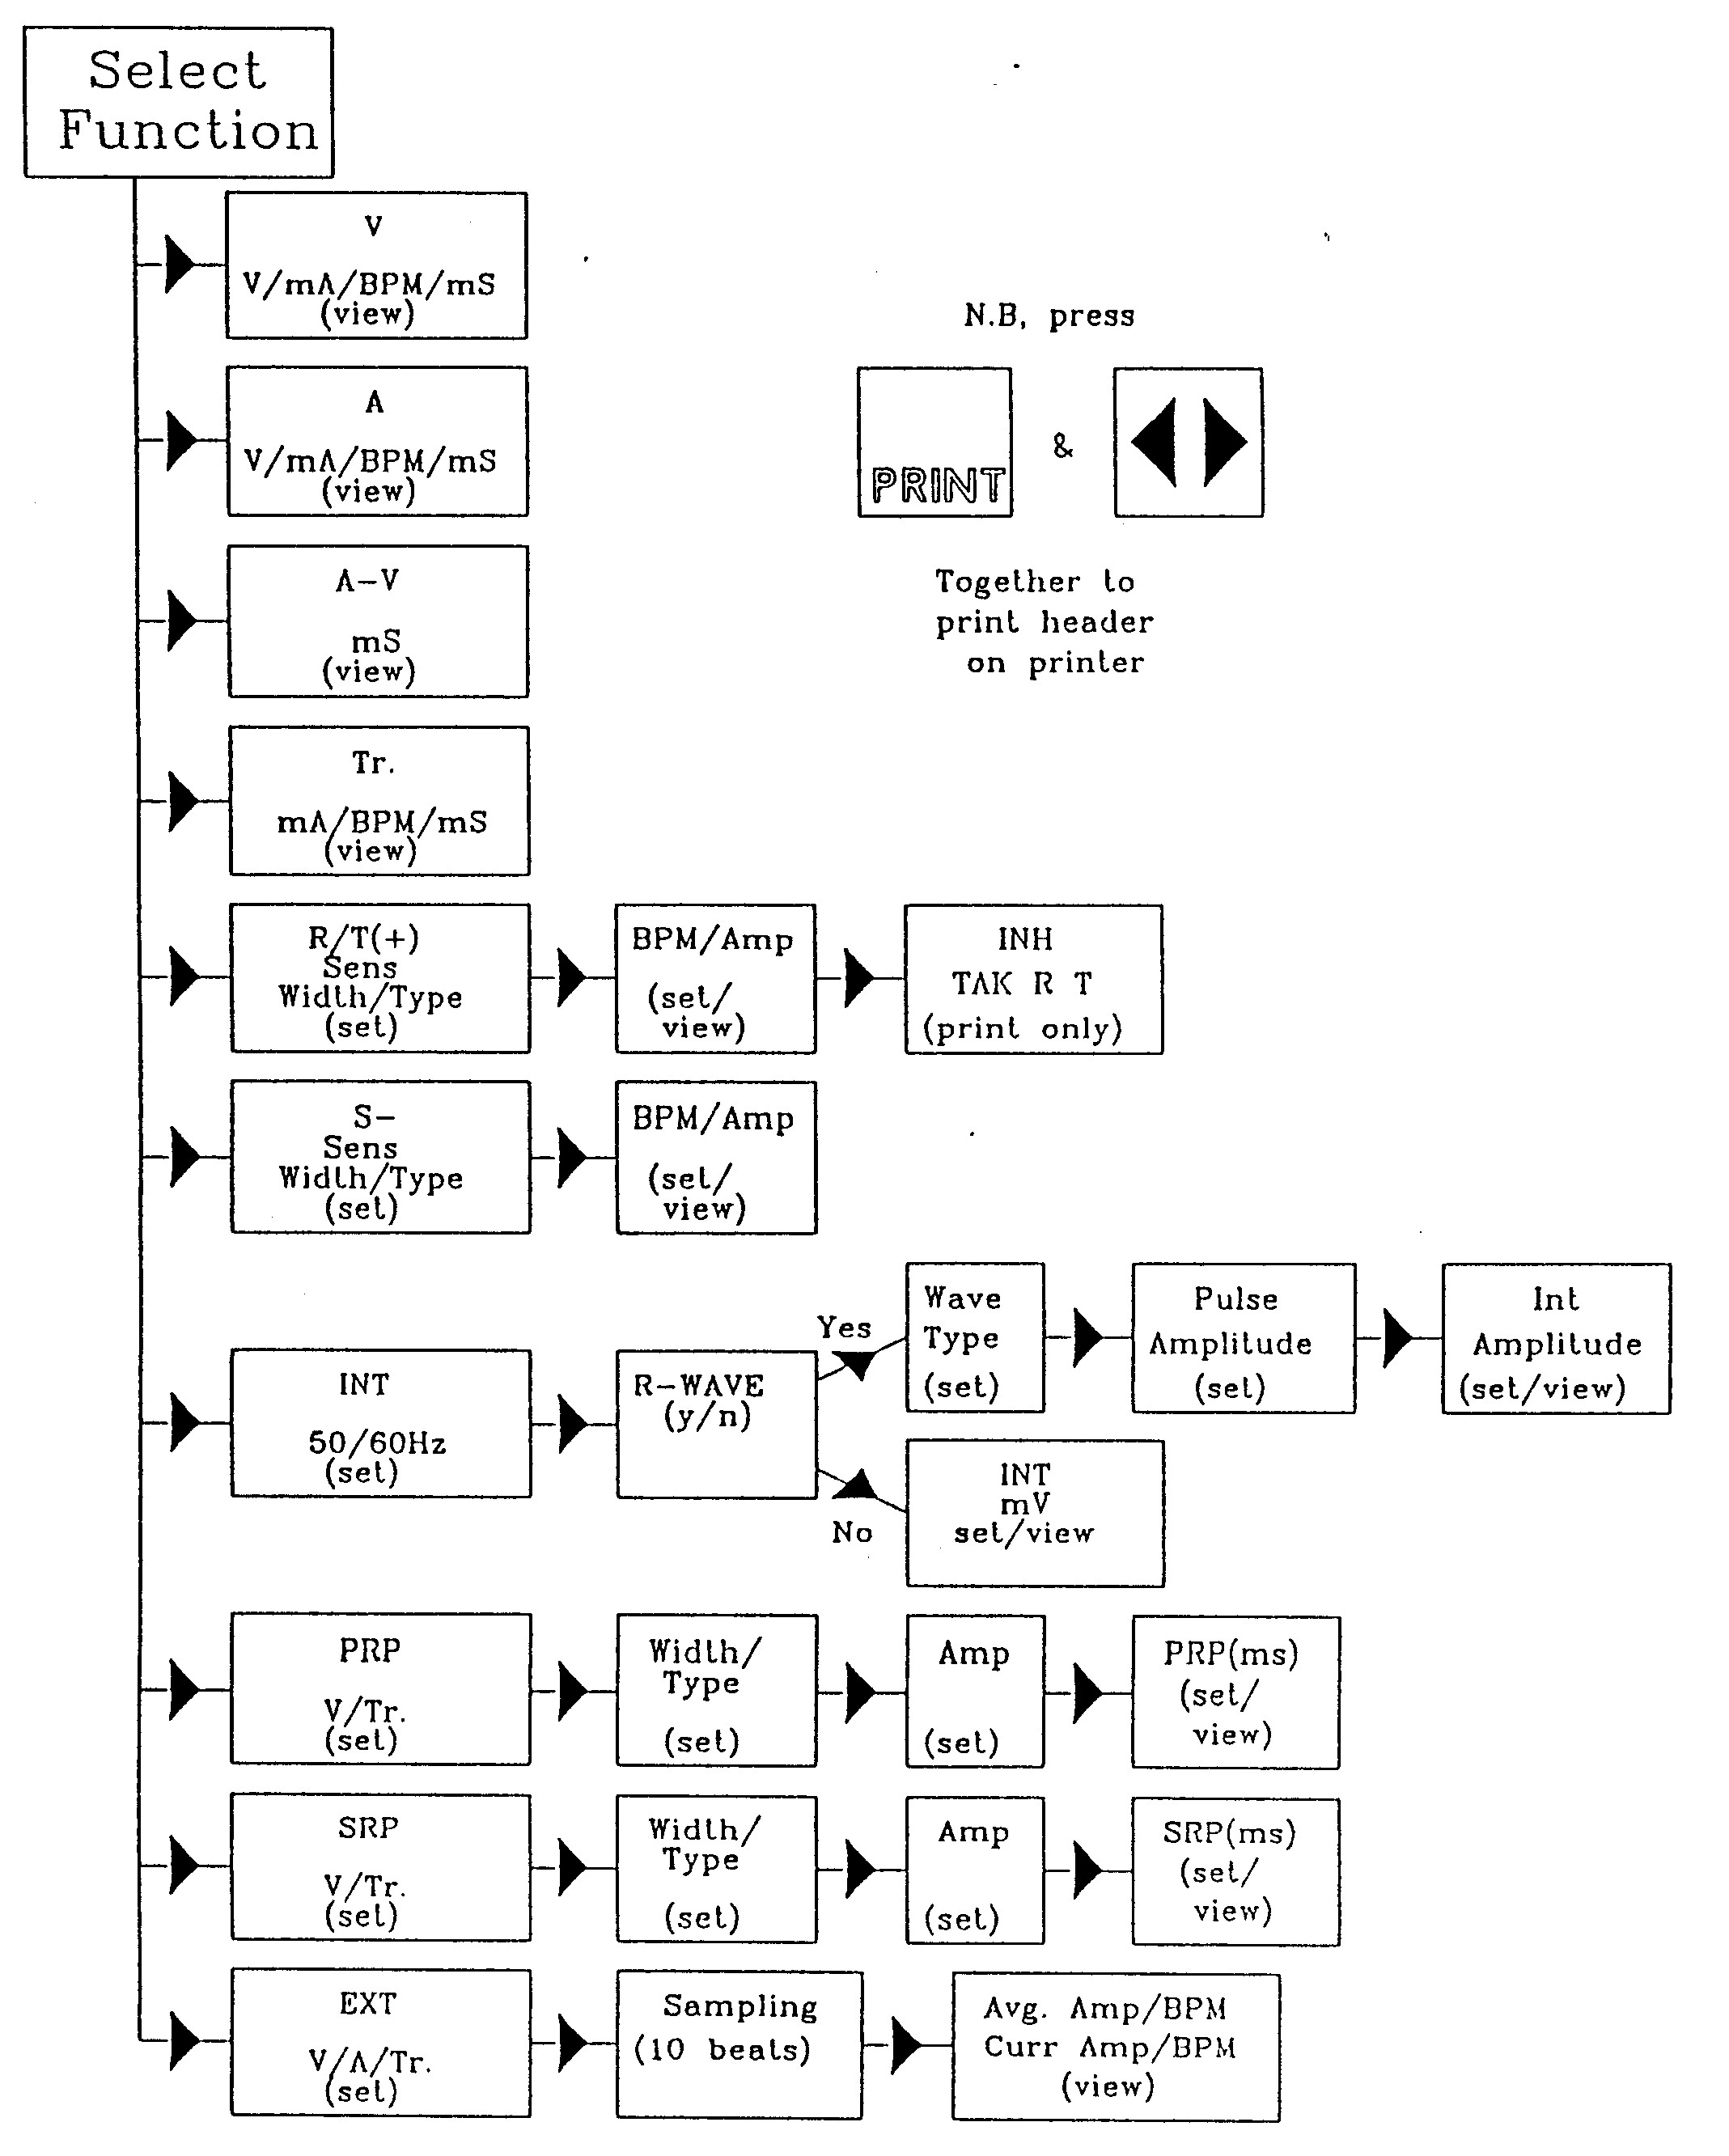 Select
Function
V
V/mA/BPM/mS
(view)
A
V/mA/BPM/mS
(view)
A-V
mS
(view)
Tr.
mA/BPM/mS
(view)
N.B, press
PRINT
&
Together to
print header
on printer
R/T(+)
Sens
Width/Type
(set)
BPM/Amp
(set/
view)
INH
TAK R T
(print only)
S-
Sens
Width/Type
(set)
BPM/Amp
(set/
view)
INT
50/60Hz
(set)
R-WAVE
(y/n)
Yes
Wave
Type
(set)
Pulse
Amplitude
(set)
Int
Amplitude
(set/view)
No
INT
mV
set/view
PRP
V/Tr.
(set)
Width/
Type
(set)
Amp
(set)
PRP(ms)
(set/
view)
SRP
V/Tr.
(set)
Width/
Type
(set)
Amp
(set)
SRP(ms)
(set/
view)
EXT
V/A/Tr.
(set)
Sampling
(10 beats)
Avg. Amp/BPM
Curr Amp/BPM
(view)